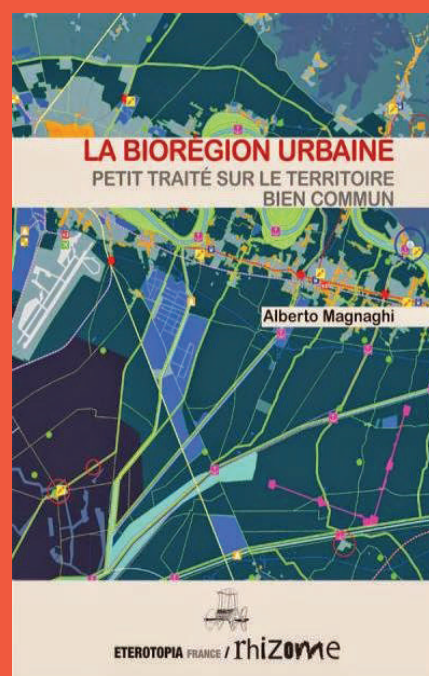 LA BIORÉGION URBAINE
PETIT TRAITÉ SUR LE TERRITOIRE
BIEN COMMUN
Alberto Magnaghi
ETEROTOPIA FRANCE / rhizome